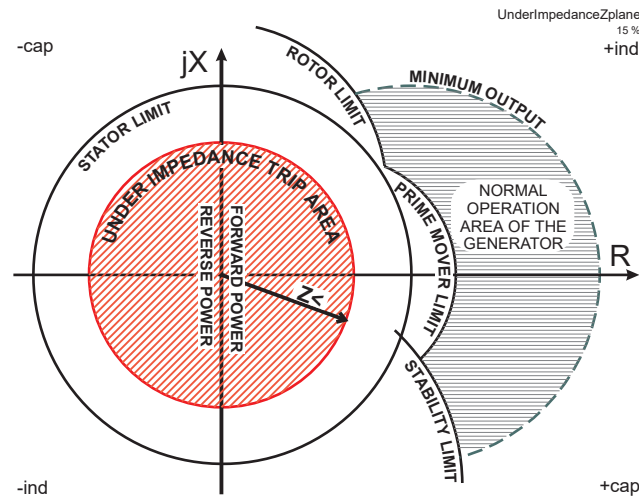 UnderImpedanceZplane
15 %
-cap
+ind
jX
ROTOR LIMIT
MINIMUM OUTPUT
STATOR LIMIT
UNDER IMPEDANCE TRIP AREA
PRIME MOVER LIMIT
NORMAL
OPERATION
AREA OF THE
GENERATOR
REVERSE POWER
FORWARD POWER
R
Z<
STABILITY LIMIT
-ind
+cap